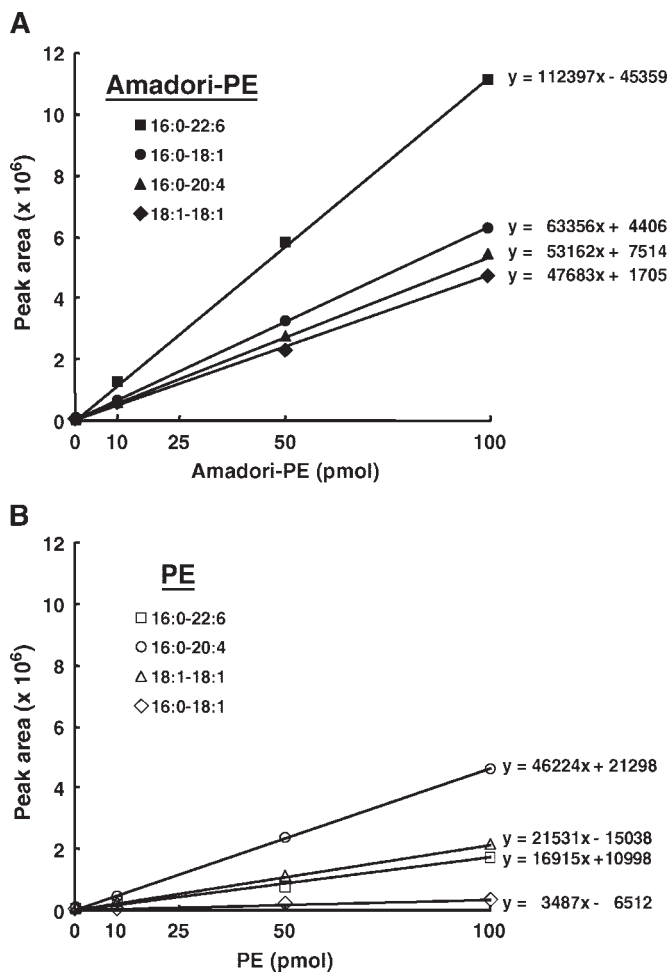 A
12
10
8
6
4
2
0
Peak area (x 10⁶)
Amadori-PE
■ 16:0-22:6
● 16:0-18:1
▲ 16:0-20:4
◆ 18:1-18:1
y = 112397x - 45359
y = 63356x + 4406
y = 53162x + 7514
y = 47683x + 1705
0 10 25 50 100
Amadori-PE (pmol)
B
12
10
8
6
4
2
0
Peak area (x 10⁶)
PE
□ 16:0-22:6
○ 16:0-20:4
△ 18:1-18:1
◇ 16:0-18:1
y = 46224x + 21298
y = 21531x - 15038
y = 16915x +10998
y = 3487x - 6512
0 10 25 50 100
PE (pmol)